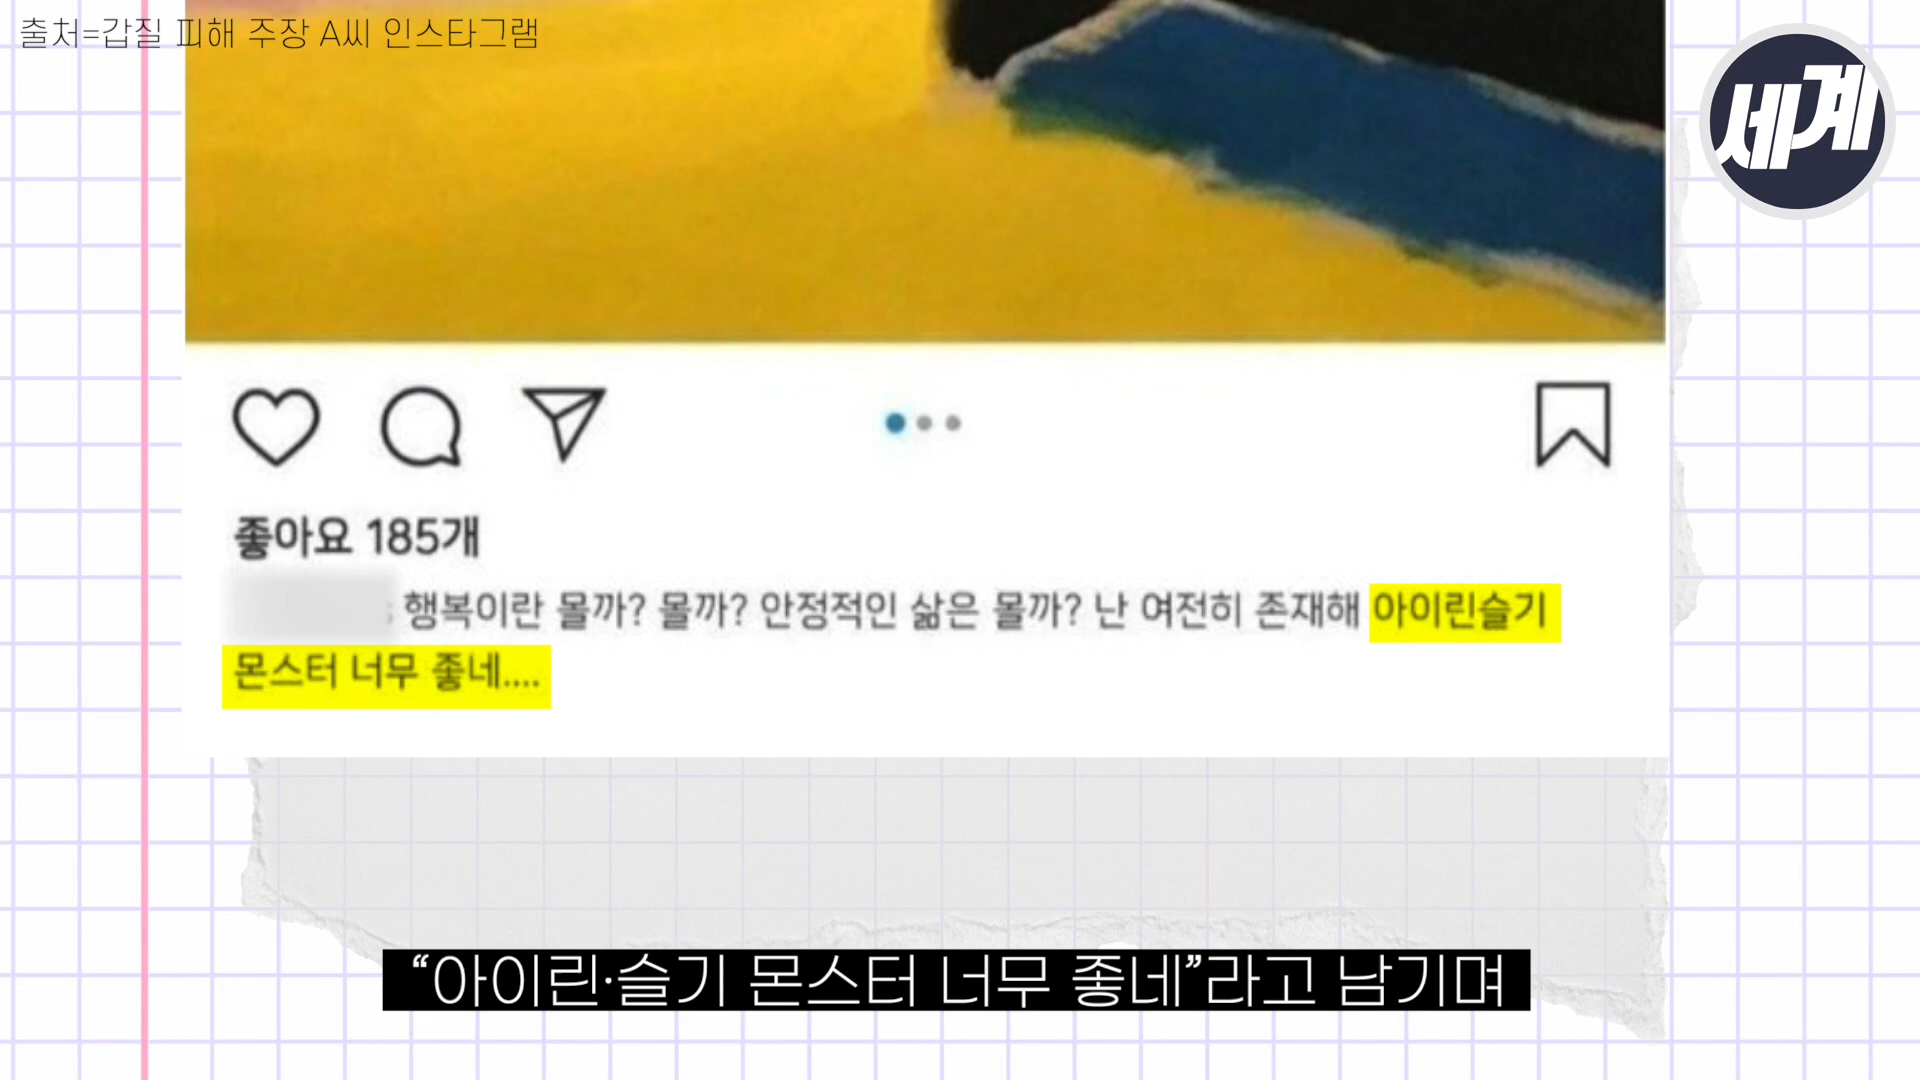 출처=갑질 피해 주장 A씨 인스타그램
세계
좋아요 185개
행복이란 몰까? 몰까? 안정적인 삶은 몰까? 난 여전히 존재해 아이린슬기
몬스터 너무 좋네....
“아이린·슬기 몬스터 너무 좋네”라고 남기며